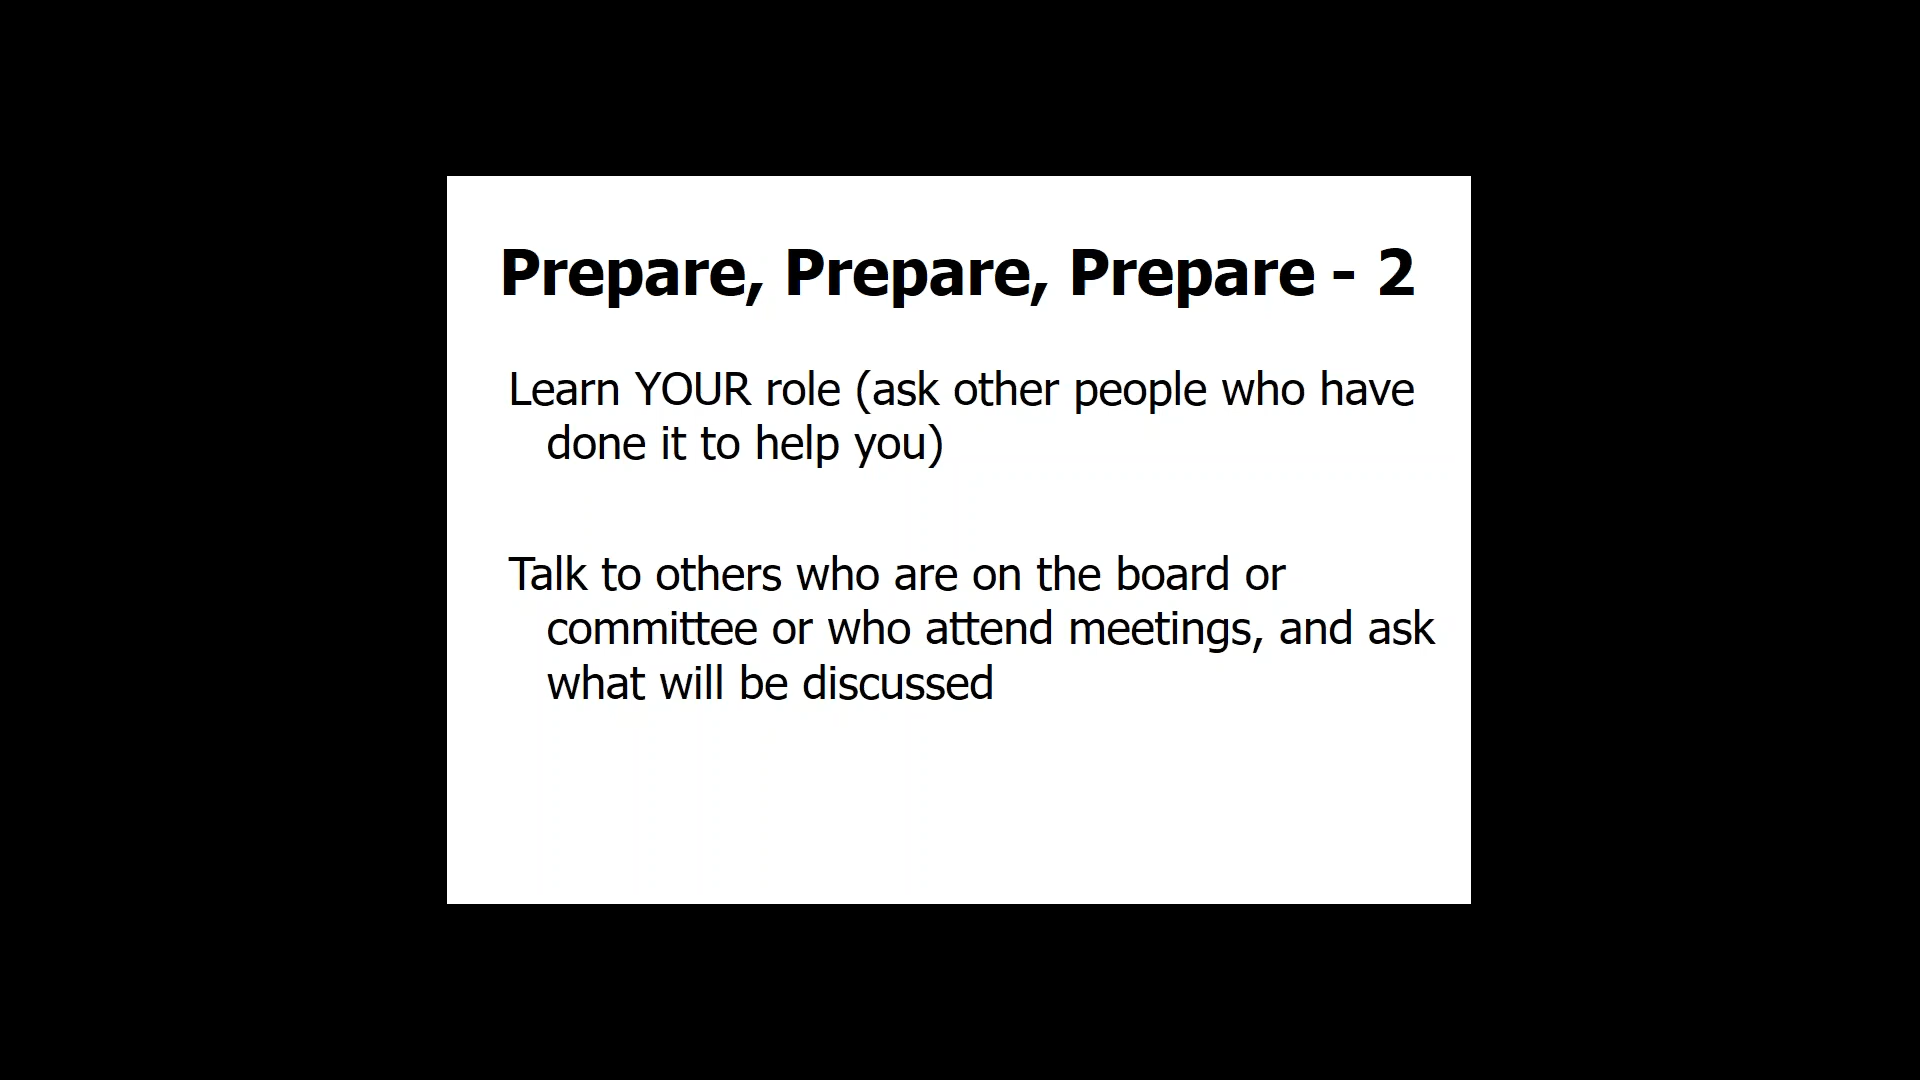 Prepare, Prepare, Prepare - 2
Learn YOUR role (ask other people who have
done it to help you)
Talk to others who are on the board or
committee or who attend meetings, and ask
what will be discussed